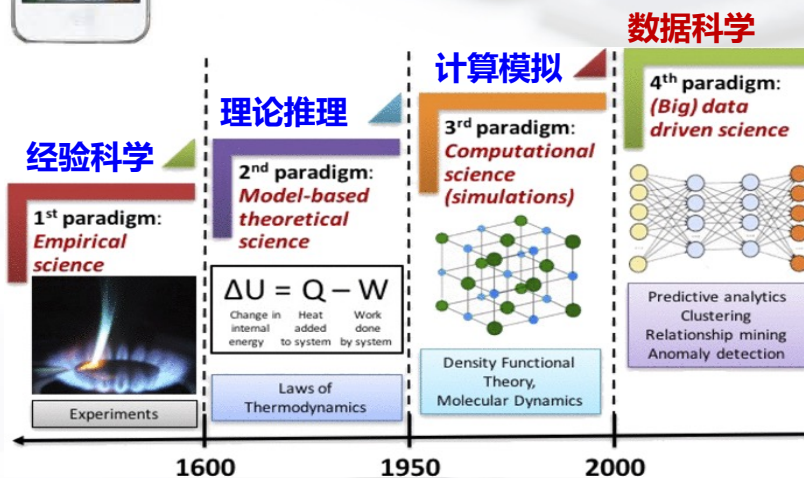 经验科学
1st paradigm:
Empirical
science
Experiments
理论推理
2nd paradigm:
Model-based
theoretical
science
ΔU = Q – W
Change in internal energy
Heat added to system
Work done by system
Laws of
Thermodynamics
计算模拟
3rd paradigm:
Computational
science
(simulations)
Density Functional
Theory,
Molecular Dynamics
数据科学
4th paradigm:
(Big) data
driven science
Predictive analytics
Clustering
Relationship mining
Anomaly detection
1600
1950
2000